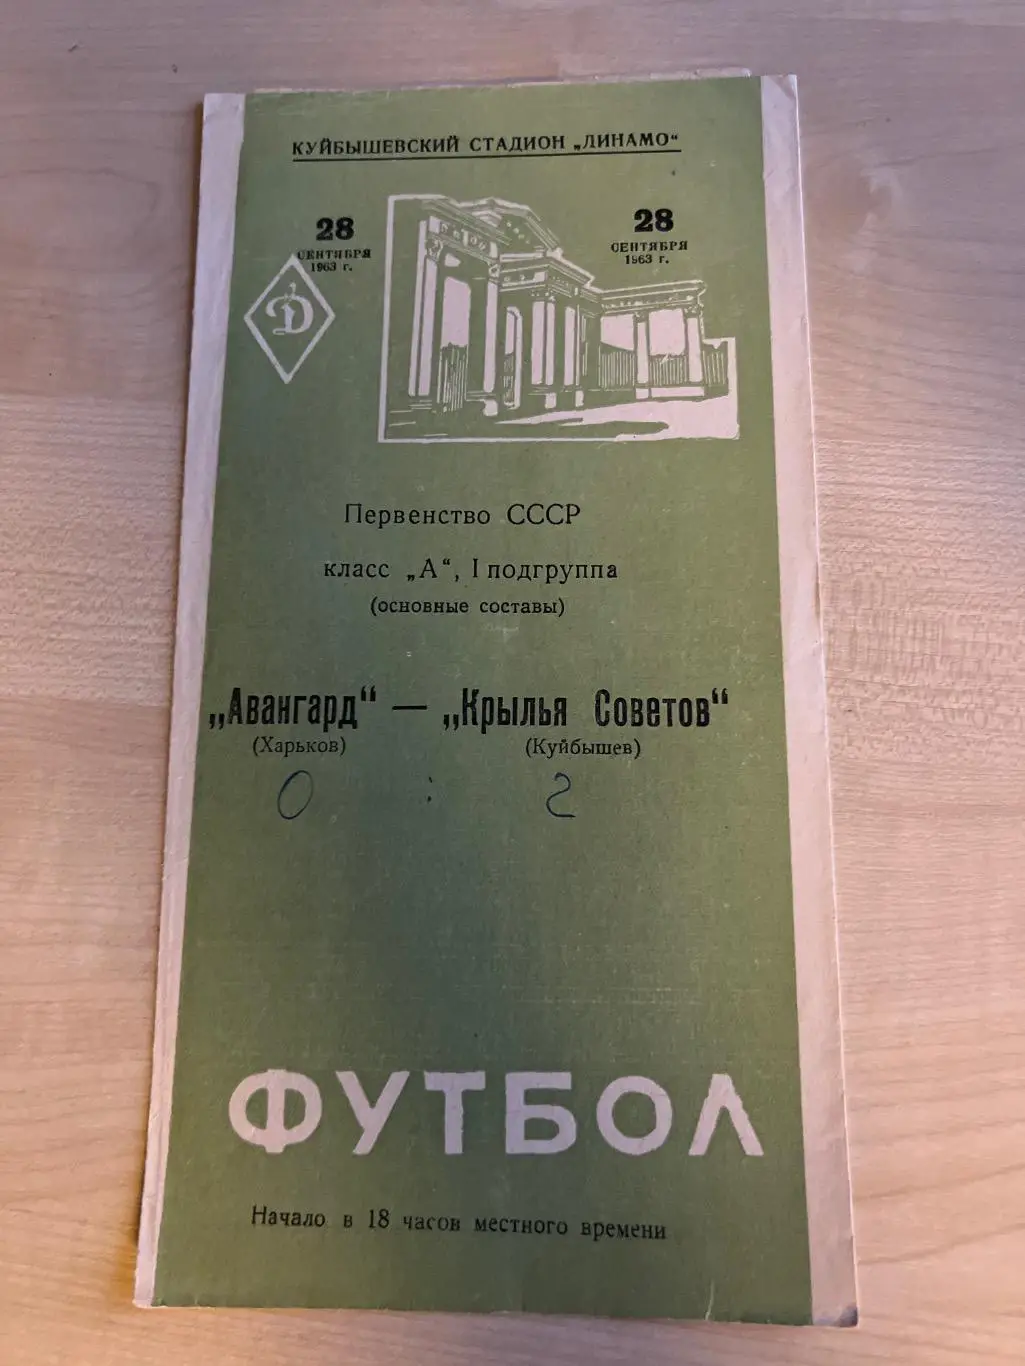 КУЙБЫШЕВСКИЙ СТАДИОН „ДИНАМО“
28
СЕНТЯБРЯ
1963 г.
28
СЕНТЯБРЯ
1963 г.
Д
Первенство СССР
класс „А“, I подгруппа
(основные составы)
„Авангард“ — „Крылья Советов“
(Харьков) (Куйбышев)
0 : 2
ФУТБОЛ
Начало в 18 часов местного времени